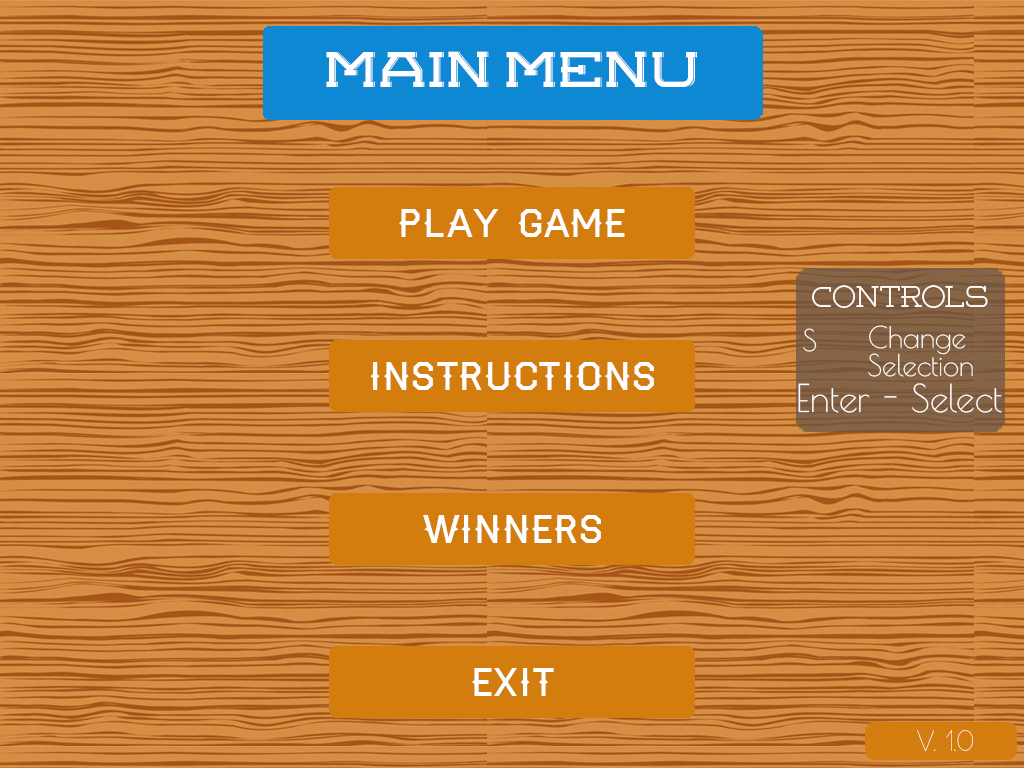 MAIN MENU
PLAY GAME
INSTRUCTIONS
WINNERS
EXIT
CONTROLS
S Change
Selection
Enter - Select
V. 1.0